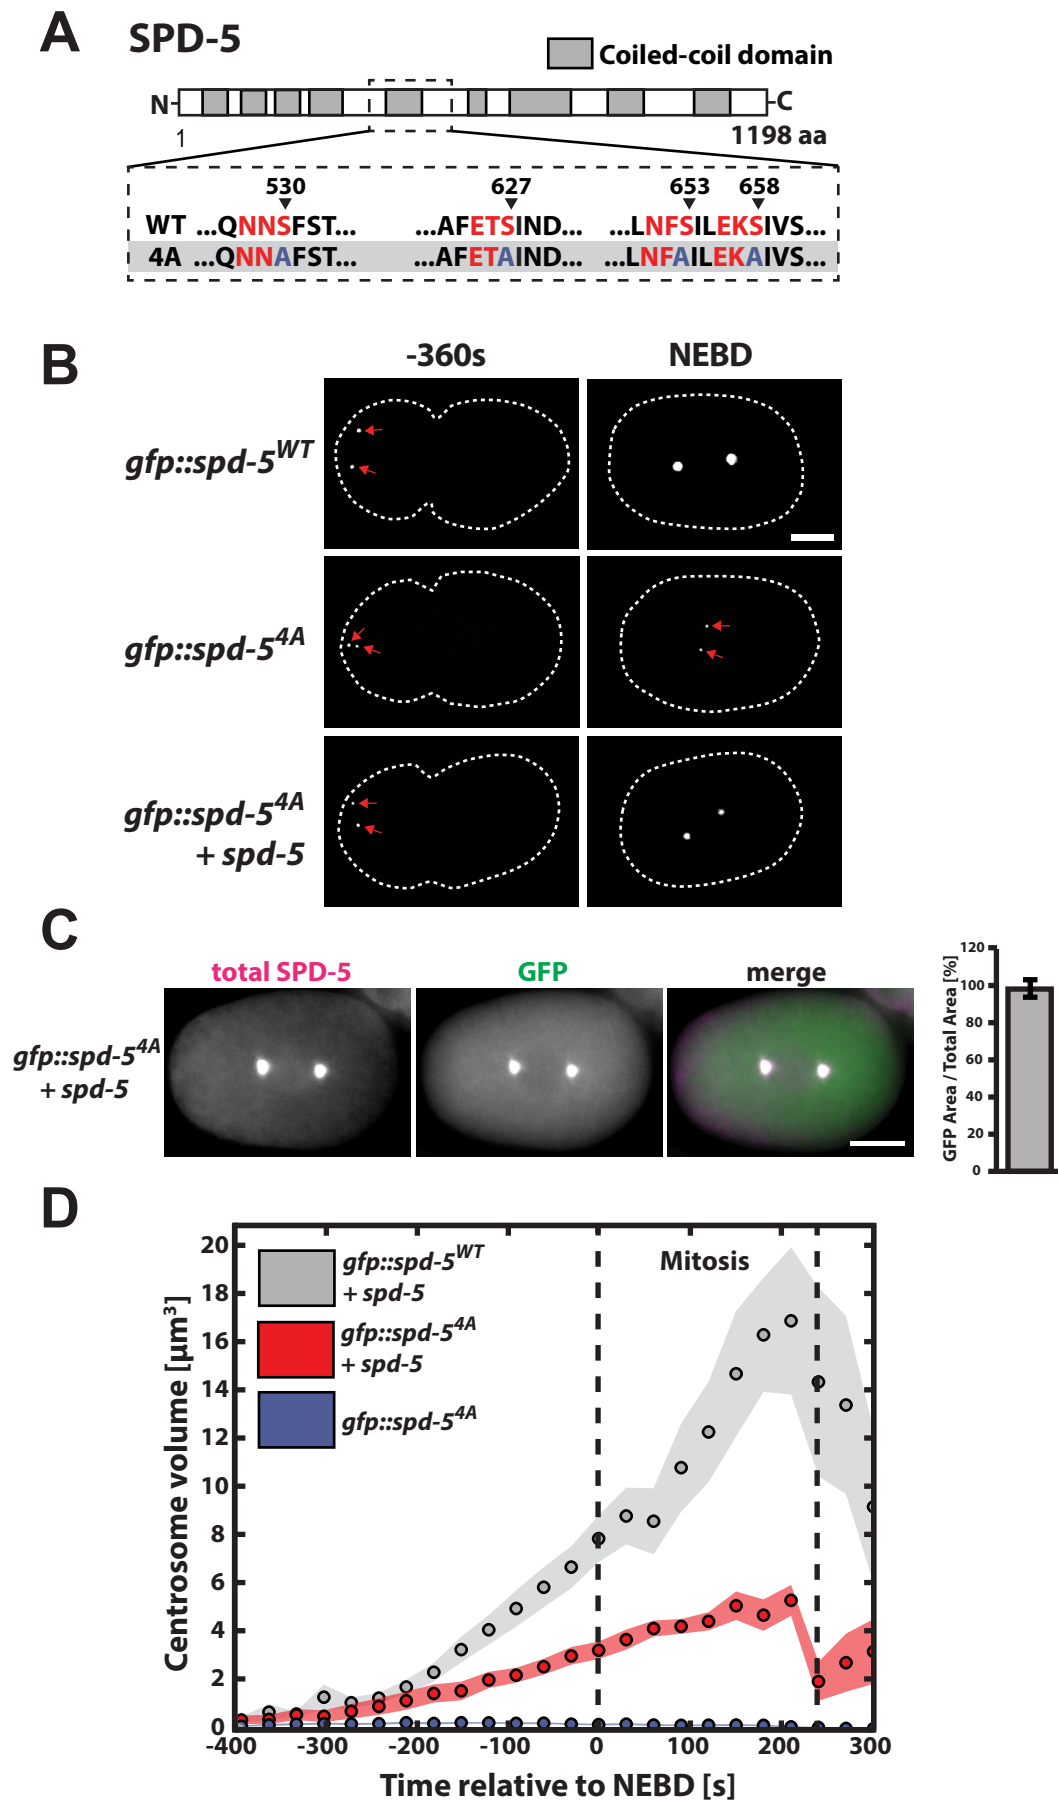 A SPD-5
Coiled-coil domain
N C
1 1198 aa
530 627 653 658
WT ...QNNSFST... ...AFETSIND... ...LNFSILEKSIVS...
4A ...QNNAFST... ...AFETAIND... ...LNFAILEKAIVS...
B
-360s NEBD
gfp::spd-5WT
gfp::spd-54A
gfp::spd-54A
+ spd-5
C
total SPD-5 GFP merge
gfp::spd-54A
+ spd-5
GFP Area / Total Area [%]
120
100
80
60
40
20
0
D
Centrosome volume [µm³]
20
18
16
14
12
10
8
6
4
2
0
gfp::spd-5WT
+ spd-5
gfp::spd-54A
+ spd-5
gfp::spd-54A
Mitosis
-400 -300 -200 -100 0 100 200 300
Time relative to NEBD [s]